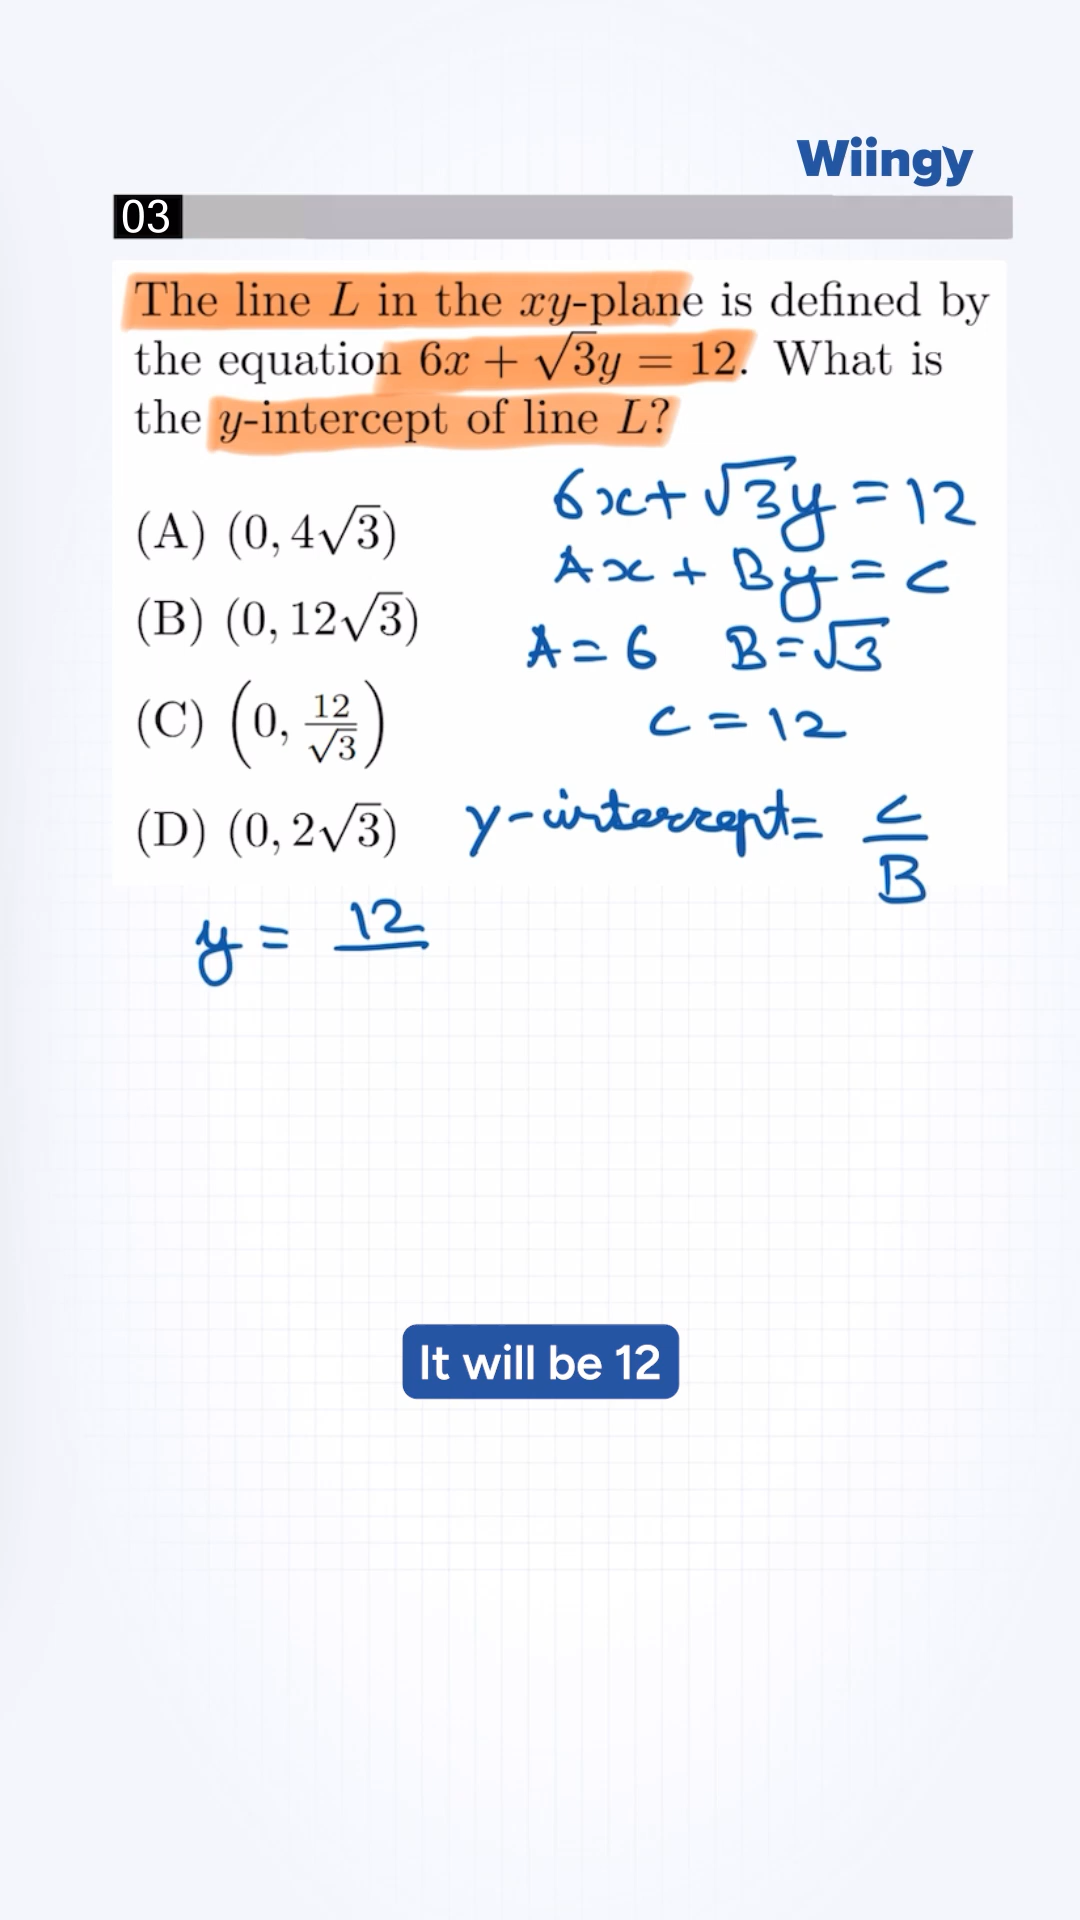 Wiingy
03
The line L in the xy-plane is defined by
the equation 6x + √3y = 12. What is
the y-intercept of line L?
6x + √3y = 12
(A) (0, 4√3)
Ax + By = C
(B) (0, 12√3)
A = 6 B = √3
(C) (0, 12/√3)
C = 12
(D) (0, 2√3)
y-intercept = C/B
y = 12
It will be 12